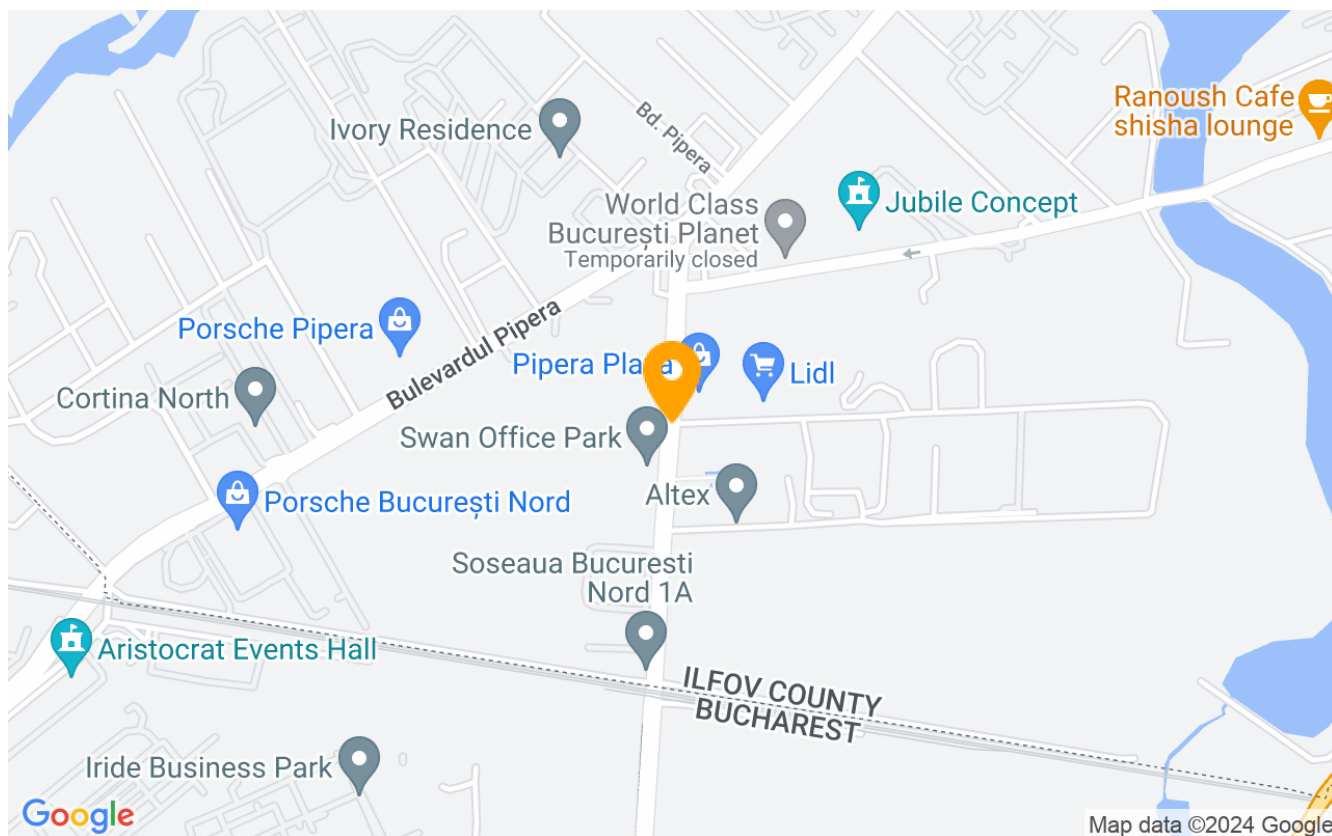 Ranoush Cafe
shisha lounge
Bd. Pipera
Ivory Residence
World Class
București Planet
Temporarily closed
Jubile Concept
Porsche Pipera
Bulevardul Pipera
Pipera Plaza
Lidl
Cortina North
Swan Office Park
Altex
Porsche București Nord
Soseaua Bucuresti
Nord 1A
Aristocrat Events Hall
ILFOV COUNTY
BUCHAREST
Iride Business Park
Google
Map data ©2024 Google